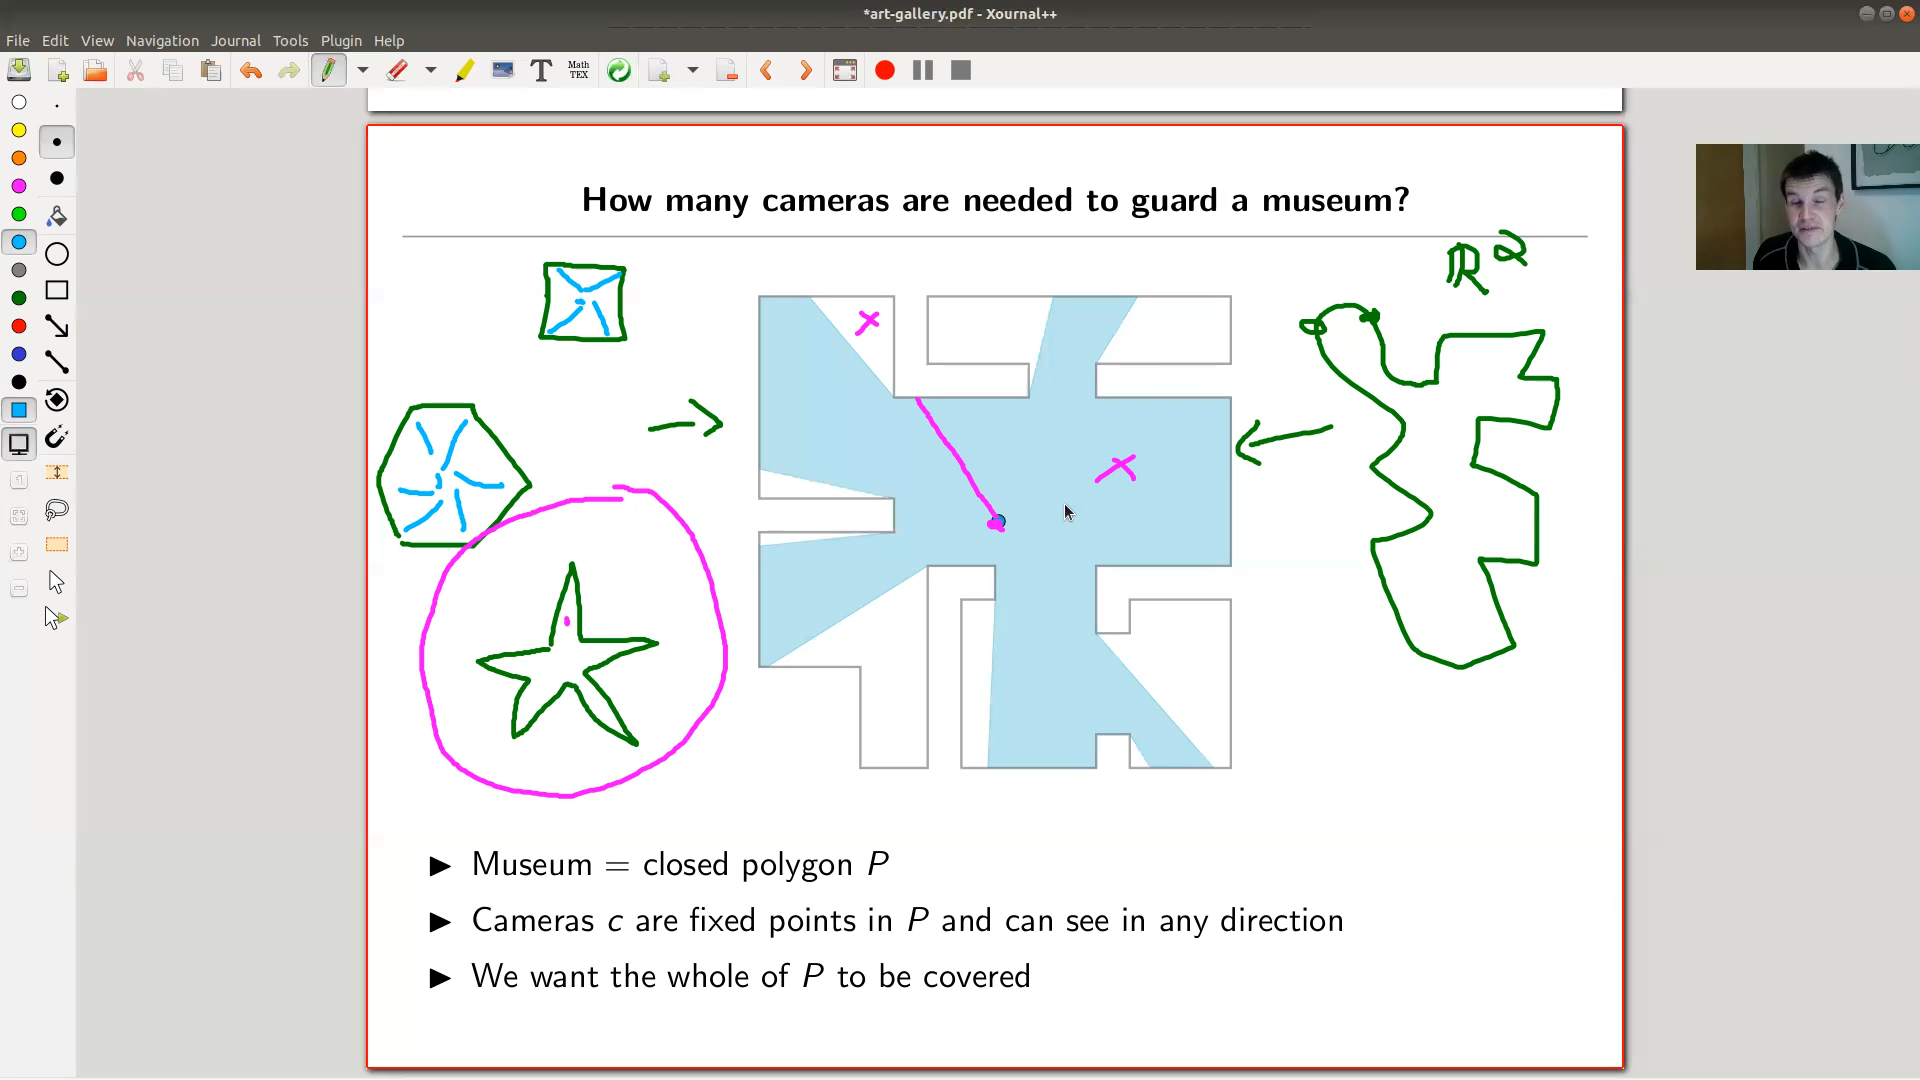 *art-gallery.pdf - Xournal++
File Edit View Navigation Journal Tools Plugin Help
Math
TEX
How many cameras are needed to guard a museum?
ℝ²
▶ Museum = closed polygon P
▶ Cameras c are fixed points in P and can see in any direction
▶ We want the whole of P to be covered